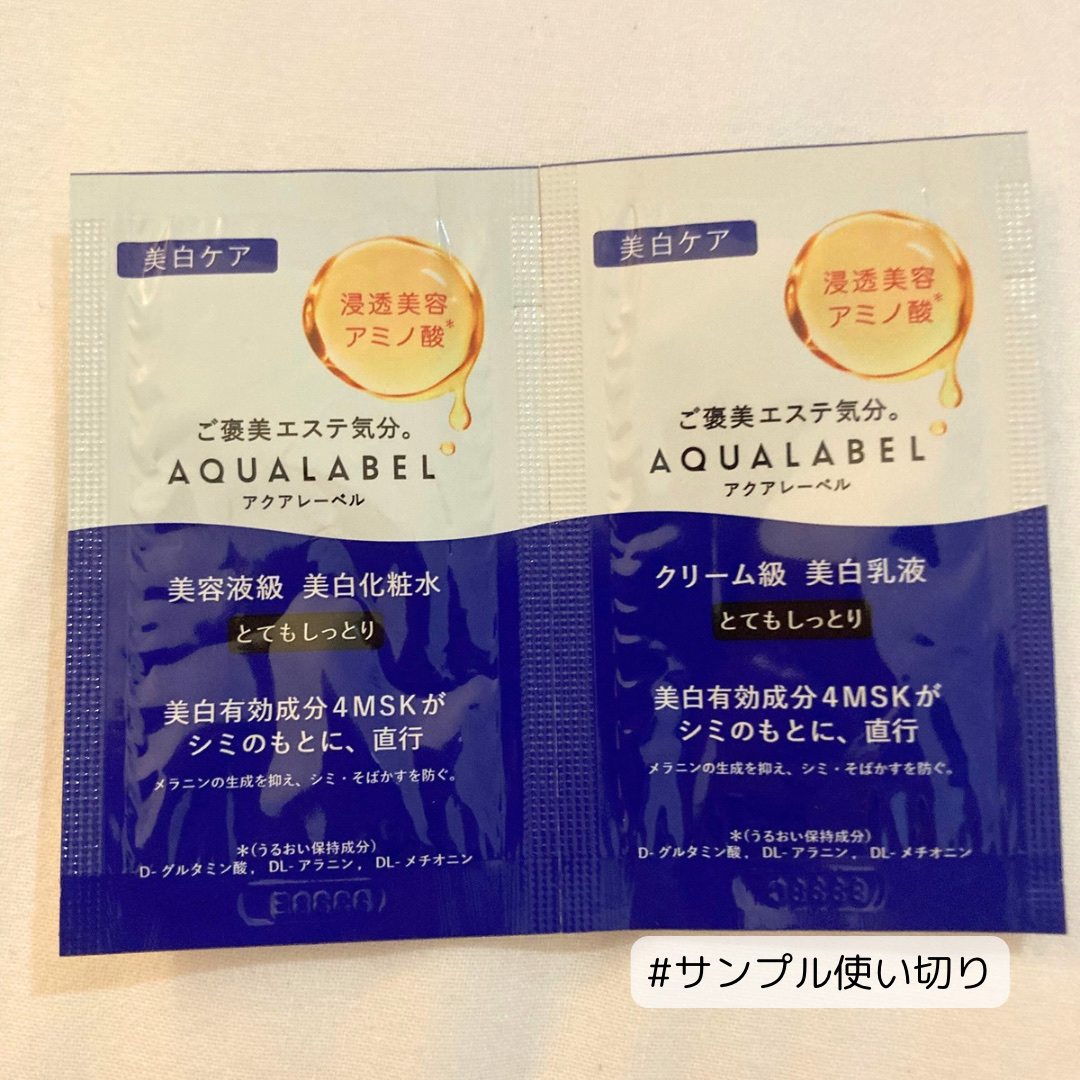 美白ケア
浸透美容
アミノ酸*
ご褒美エステ気分。
AQUALABEL
アクアレーベル
美容液級 美白化粧水
とてもしっとり
美白有効成分4MSKが
シミのもとに、直行
メラニンの生成を抑え、シミ・そばかすを防ぐ。
*(うるおい保持成分)
D-グルタミン酸, DL-アラニン, DL-メチオニン
美白ケア
浸透美容
アミノ酸*
ご褒美エステ気分。
AQUALABEL
アクアレーベル
クリーム級 美白乳液
とてもしっとり
美白有効成分4MSKが
シミのもとに、直行
メラニンの生成を抑え、シミ・そばかすを防ぐ。
*(うるおい保持成分)
D-グルタミン酸, DL-アラニン, DL-メチオニン
#サンプル使い切り